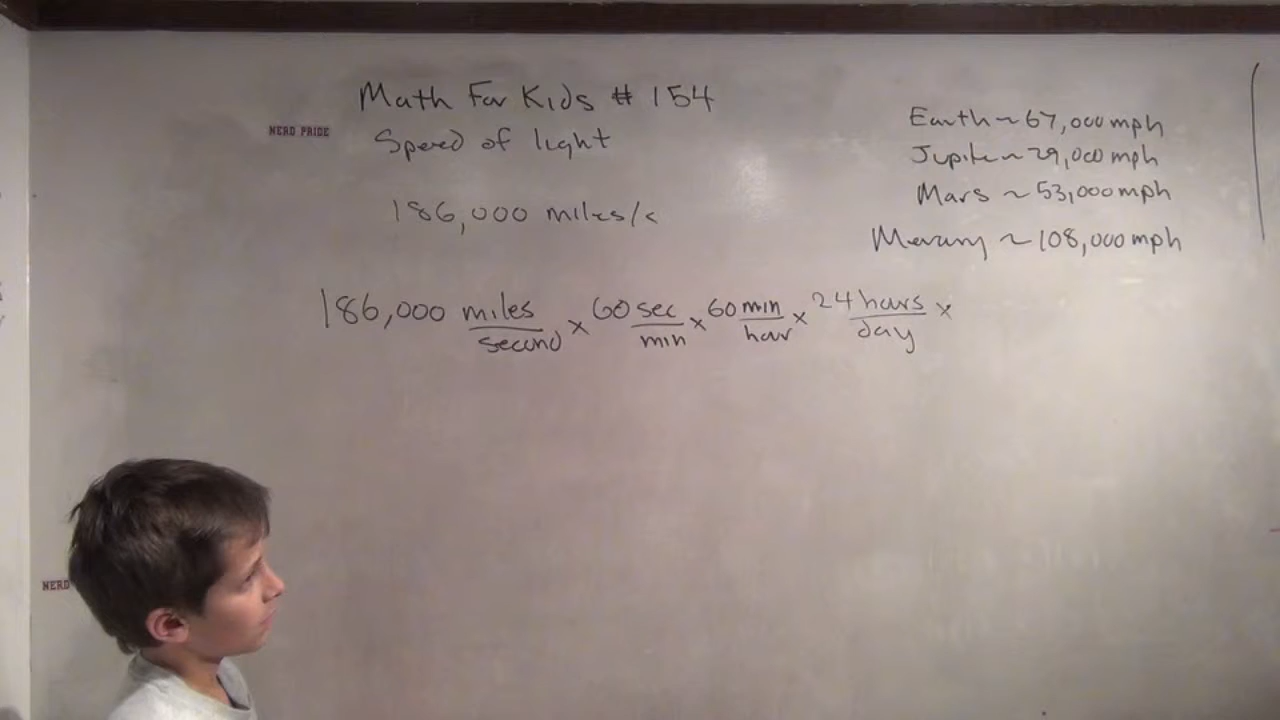 Math For Kids # 154
NERD PRIDE
Speed of light
186,000 miles/s
Earth ~ 67,000 mph
Jupiter ~ 29,000 mph
Mars ~ 53,000 mph
Mercury ~ 108,000 mph
186,000 miles/second × 60 sec/min × 60 min/hour × 24 hours/day ×
NERD